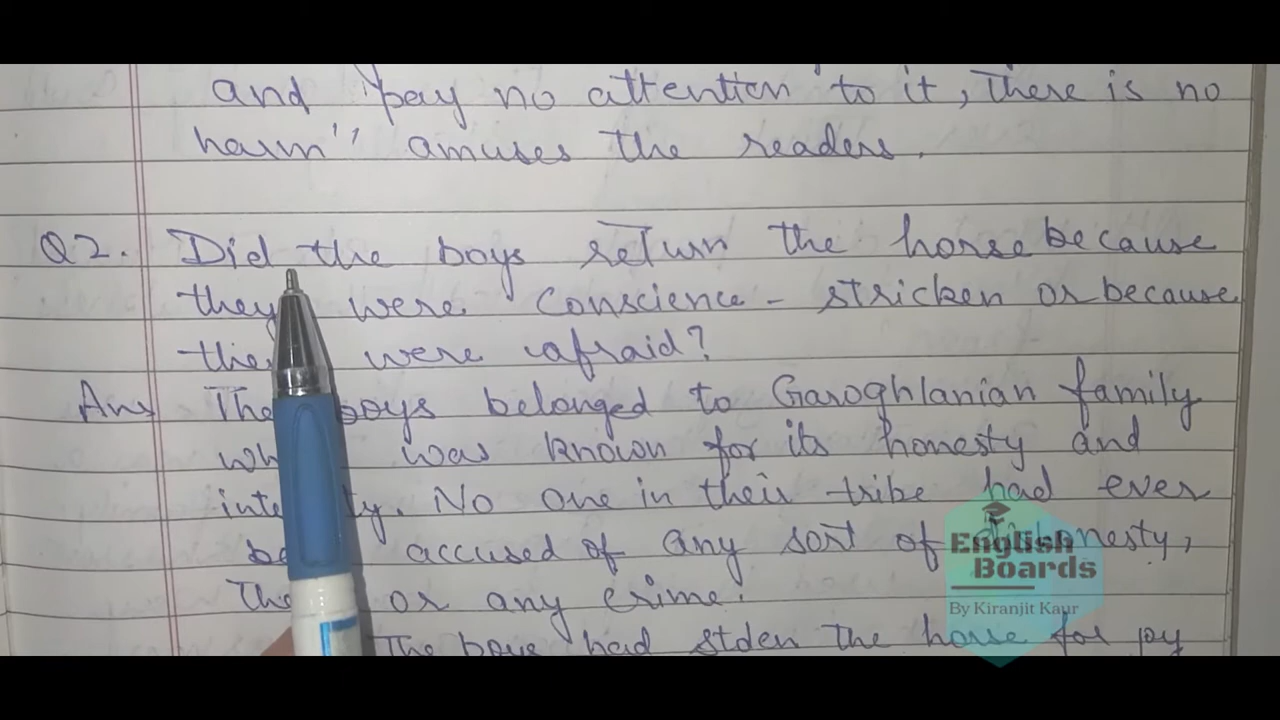 and pay no attention to it, There is no
harm" amuses the readers.
Q2. Did the boys return the horse because
they were conscience - stricken or because
were afraid?
Ans The boys belonged to Garoghlanian family
was known for its honesty and
No one in their tribe had ever
accused of any sort of dishonesty,
or any crime.
The boys had stolen the horse for joy
English
Boards
By Kiranjit Kaur